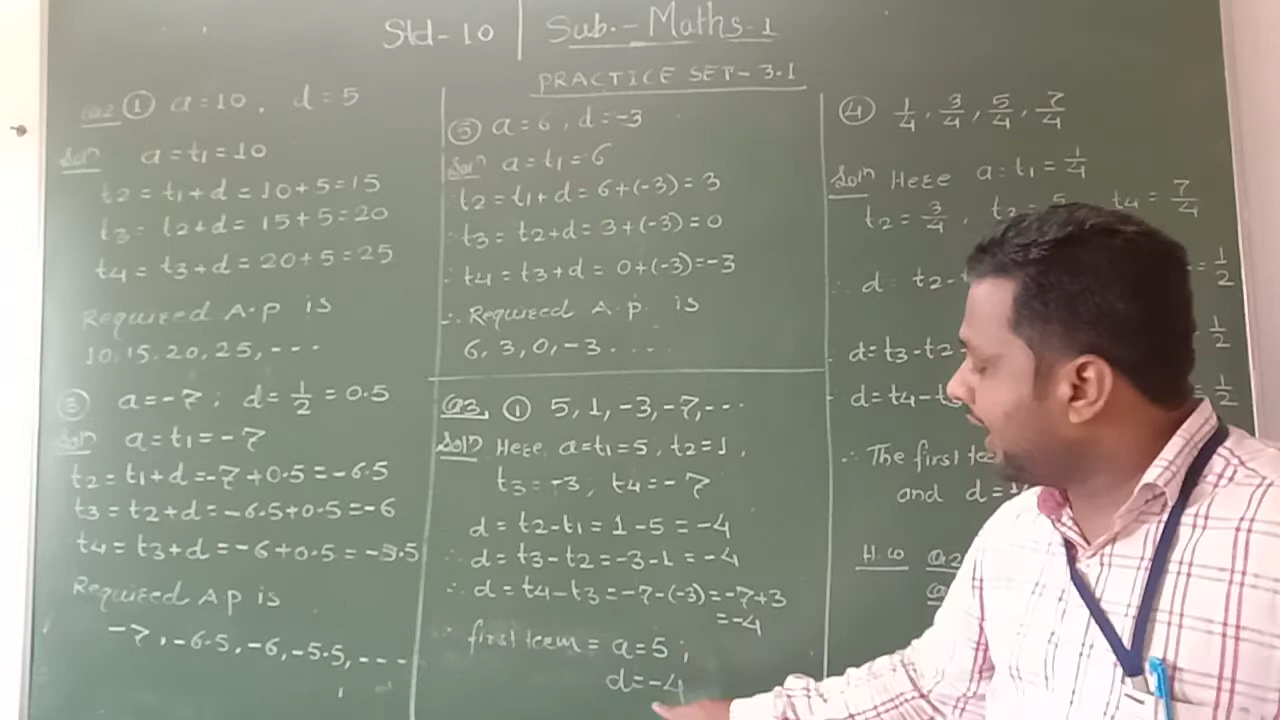 Std-10 | Sub.- Maths-1
PRACTICE SET-3.1
Q2 ① a=10, d=5
Soln a=t1=10
t2=t1+d=10+5=15
t3=t2+d=15+5=20
t4=t3+d=20+5=25
Required A.p is
10,15,20,25,---
③ a=-7; d=1/2=0.5
Soln a=t1=-7
t2=t1+d=-7+0.5=-6.5
t3=t2+d=-6.5+0.5=-6
t4=t3+d=-6+0.5=-5.5
Required AP is
-7,-6.5,-6,-5.5,---
⑤ a=6, d=-3
Soln a=t1=6
t2=t1+d=6+(-3)=3
∴t3=t2+d=3+(-3)=0
∴t4=t3+d=0+(-3)=-3
∴Required A.p. is
6,3,0,-3....
Q3, ① 5,1,-3,-7,---
Soln Here a=t1=5, t2=1,
t3=-3, t4=-7
d=t2-t1=1-5=-4
∴d=t3-t2=-3-1=-4
∴d=t4-t3=-7-(-3)=-7+3
=-4
∴first term=a=5;
d=-4
④ 1/4, 3/4, 5/4, 7/4
Soln Here a=t1=1/4
t2=3/4, t4=7/4
∴d= t2- =1/2
∴d=t3-t2 1/2
∴d=t4- =1/2
∴The first
and d=
H.W Q2